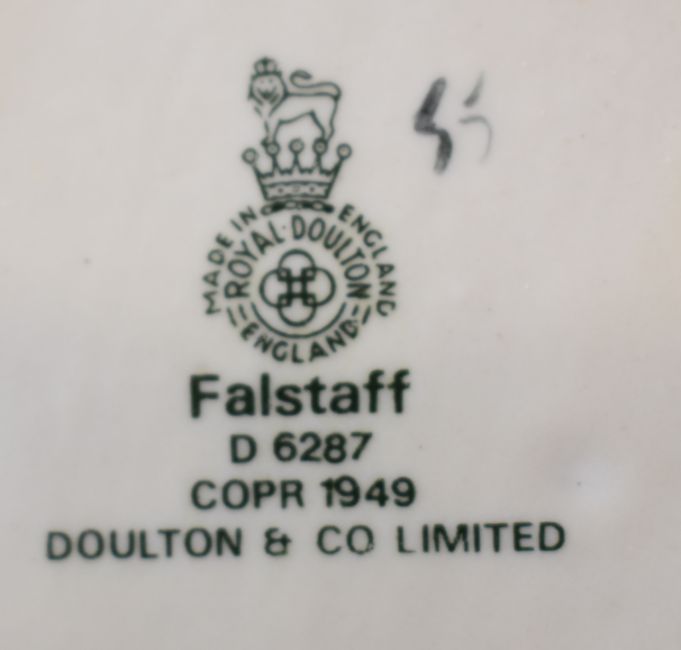 MADE IN ENGLAND
ROYAL DOULTON
ENGLAND
Falstaff
D 6287
COPR 1949
DOULTON & CO LIMITED